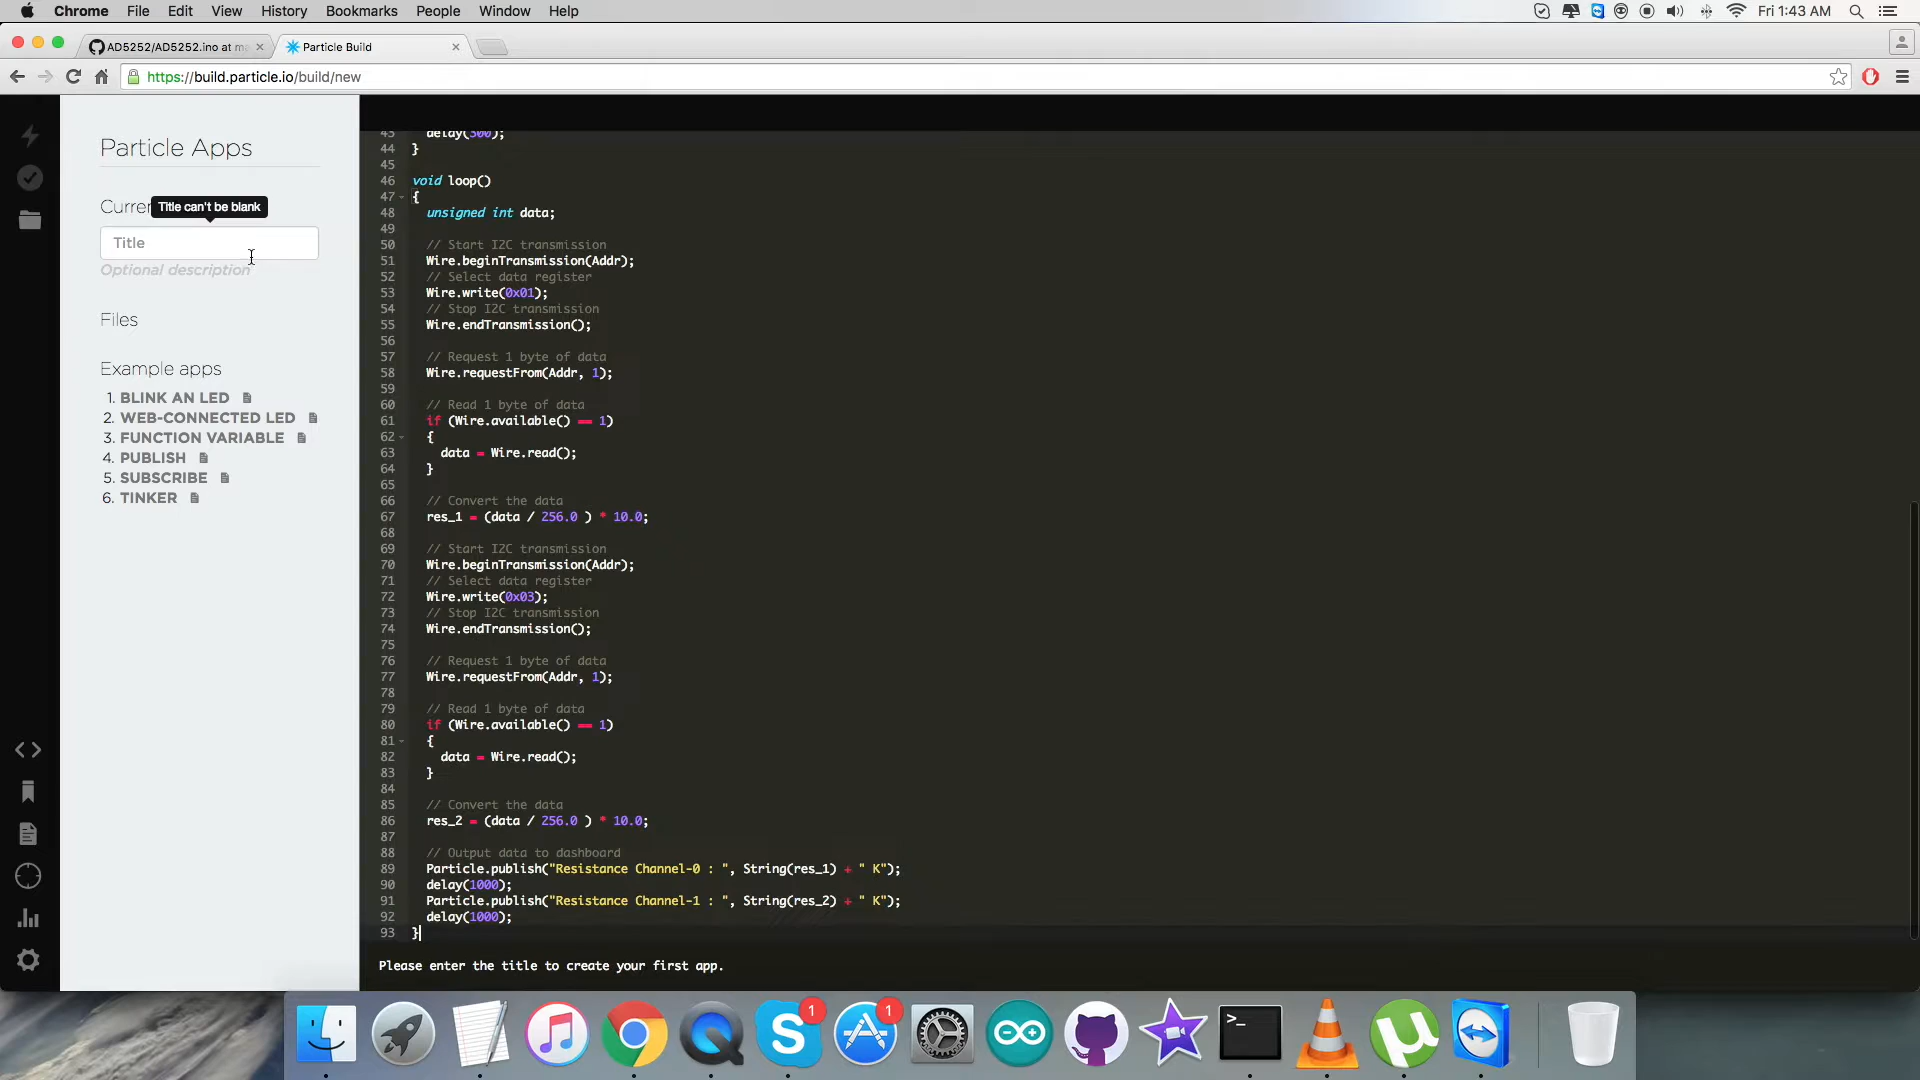 Chrome File Edit View History Bookmarks People Window Help Fri 1:43 AM
AD5252/AD5252.ino at ma
Particle Build
https://build.particle.io/build/new
Particle Apps
Curren
Title can't be blank
Title
Optional description
Files
Example apps
1. BLINK AN LED
2. WEB-CONNECTED LED
3. FUNCTION VARIABLE
4. PUBLISH
5. SUBSCRIBE
6. TINKER
43 delay(500);
44 }
45
46 void loop()
47 {
48 unsigned int data;
49
50 // Start I2C transmission
51 Wire.beginTransmission(Addr);
52 // Select data register
53 Wire.write(0x01);
54 // Stop I2C transmission
55 Wire.endTransmission();
56
57 // Request 1 byte of data
58 Wire.requestFrom(Addr, 1);
59
60 // Read 1 byte of data
61 if (Wire.available() == 1)
62 {
63 data = Wire.read();
64 }
65
66 // Convert the data
67 res_1 = (data / 256.0 ) * 10.0;
68
69 // Start I2C transmission
70 Wire.beginTransmission(Addr);
71 // Select data register
72 Wire.write(0x03);
73 // Stop I2C transmission
74 Wire.endTransmission();
75
76 // Request 1 byte of data
77 Wire.requestFrom(Addr, 1);
78
79 // Read 1 byte of data
80 if (Wire.available() == 1)
81 {
82 data = Wire.read();
83 }
84
85 // Convert the data
86 res_2 = (data / 256.0 ) * 10.0;
87
88 // Output data to dashboard
89 Particle.publish("Resistance Channel-0 : ", String(res_1) + " K");
90 delay(1000);
91 Particle.publish("Resistance Channel-1 : ", String(res_2) + " K");
92 delay(1000);
93 }
Please enter the title to create your first app.
1
1